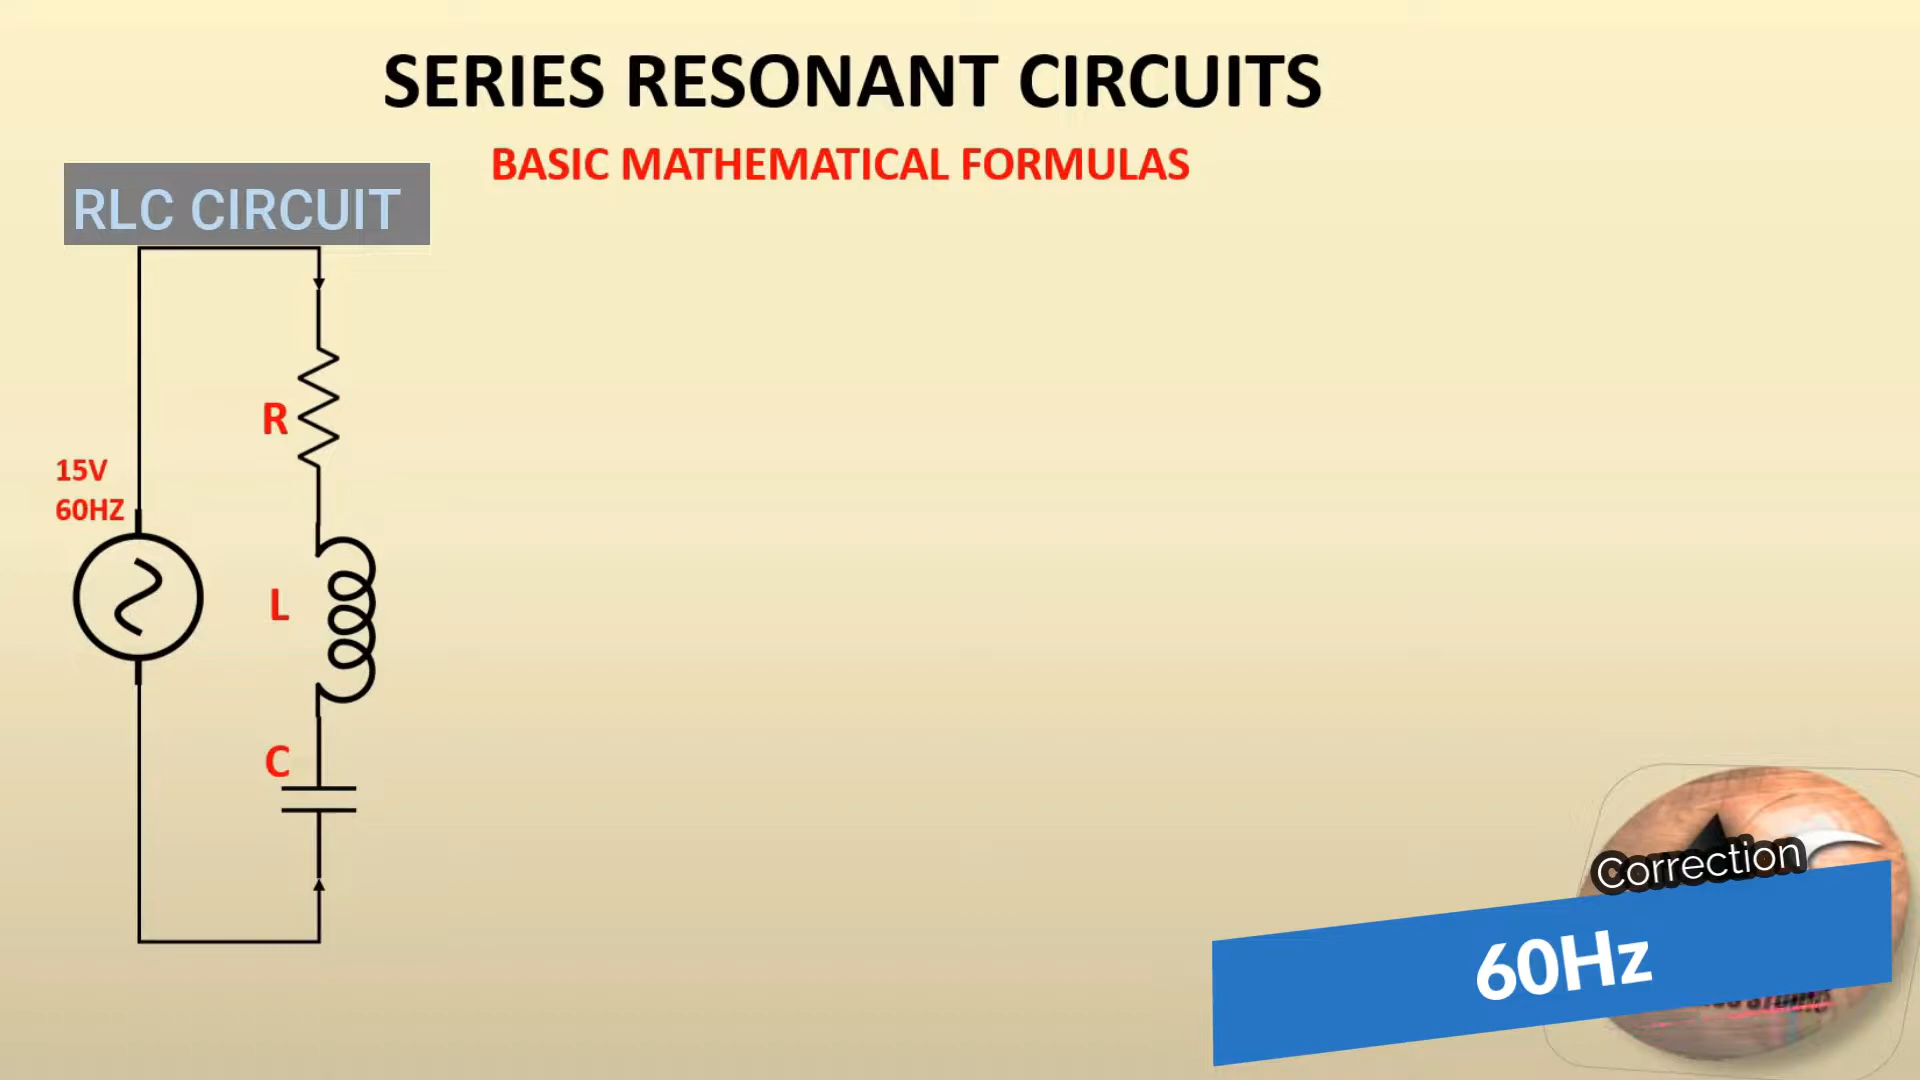 SERIES RESONANT CIRCUITS
BASIC MATHEMATICAL FORMULAS
RLC CIRCUIT
R
15V
60HZ
L
C
Correction
60Hz